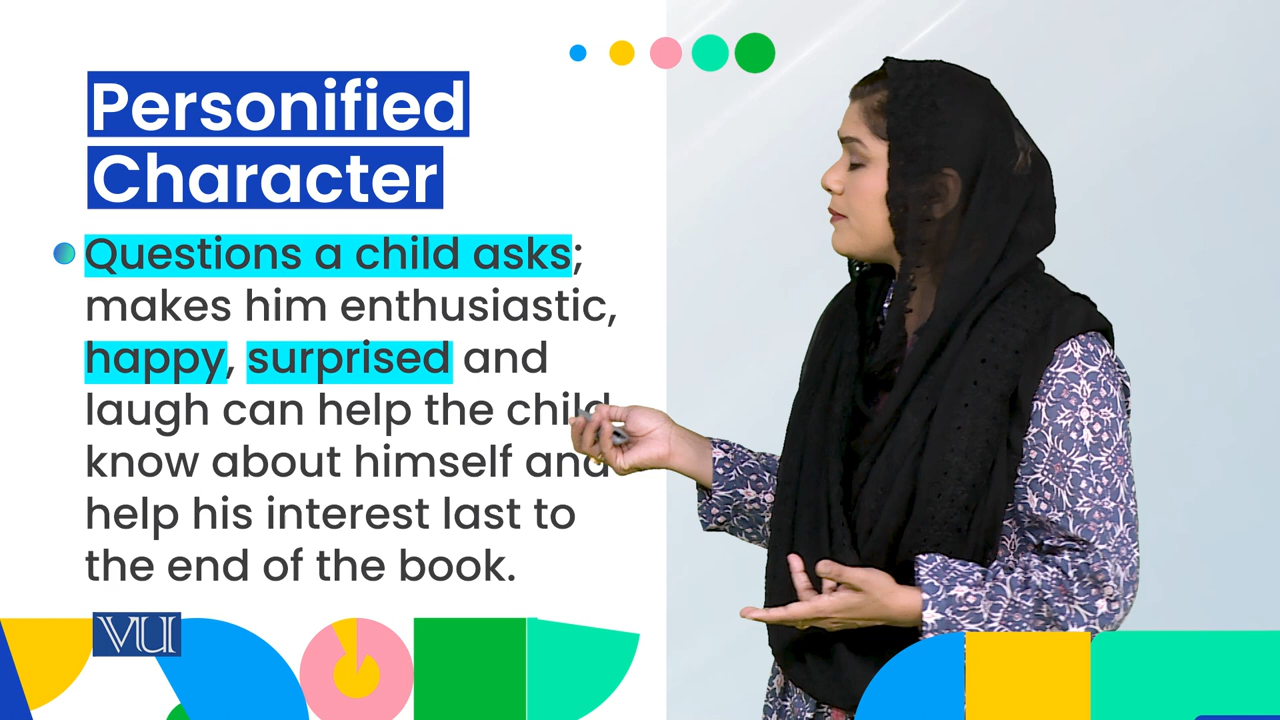 Personified
Character
Questions a child asks;
makes him enthusiastic,
happy, surprised and
laugh can help the child
know about himself and
help his interest last to
the end of the book.
VU